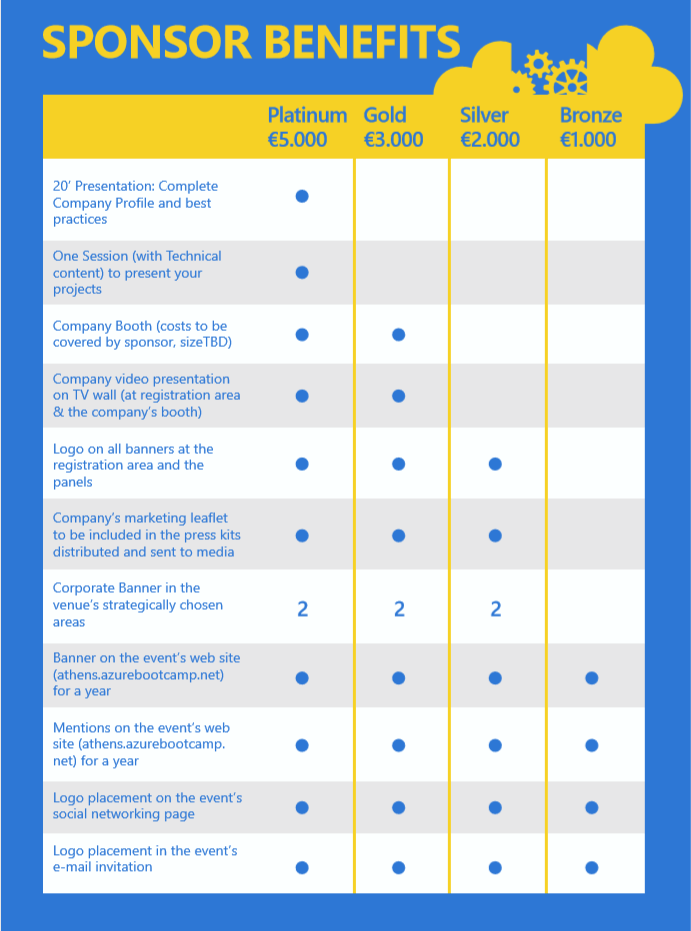 SPONSOR BENEFITS
Platinum Gold Silver Bronze
€5.000 €3.000 €2.000 €1.000
20’ Presentation: Complete
Company Profile and best
practices
One Session (with Technical
content) to present your
projects
Company Booth (costs to be
covered by sponsor, sizeTBD)
Company video presentation
on TV wall (at registration area
& the company’s booth)
Logo on all banners at the
registration area and the
panels
Company’s marketing leaflet
to be included in the press kits
distributed and sent to media
Corporate Banner in the
venue’s strategically chosen
areas
2 2 2
Banner on the event’s web site
(athens.azurebootcamp.net)
for a year
Mentions on the event’s web
site (athens.azurebootcamp.
net) for a year
Logo placement on the event’s
social networking page
Logo placement in the event’s
e-mail invitation